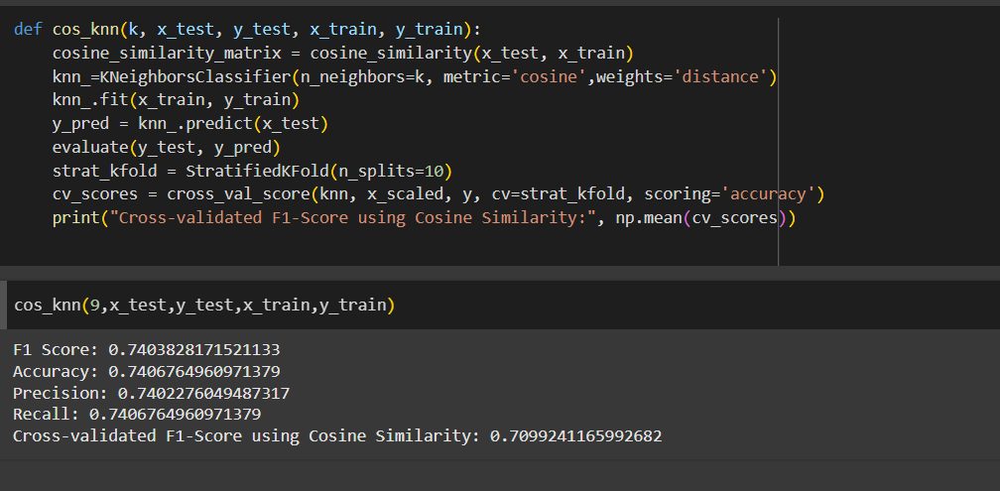 def cos_knn(k, x_test, y_test, x_train, y_train):
    cosine_similarity_matrix = cosine_similarity(x_test, x_train)
    knn_=KNeighborsClassifier(n_neighbors=k, metric='cosine',weights='distance')
    knn_.fit(x_train, y_train)
    y_pred = knn_.predict(x_test)
    evaluate(y_test, y_pred)
    strat_kfold = StratifiedKFold(n_splits=10)
    cv_scores = cross_val_score(knn, x_scaled, y, cv=strat_kfold, scoring='accuracy')
    print("Cross-validated F1-Score using Cosine Similarity:", np.mean(cv_scores))
cos_knn(9,x_test,y_test,x_train,y_train)
F1 Score: 0.7403828171521133
Accuracy: 0.7406764960971379
Precision: 0.7402276049487317
Recall: 0.7406764960971379
Cross-validated F1-Score using Cosine Similarity: 0.7099241165992682